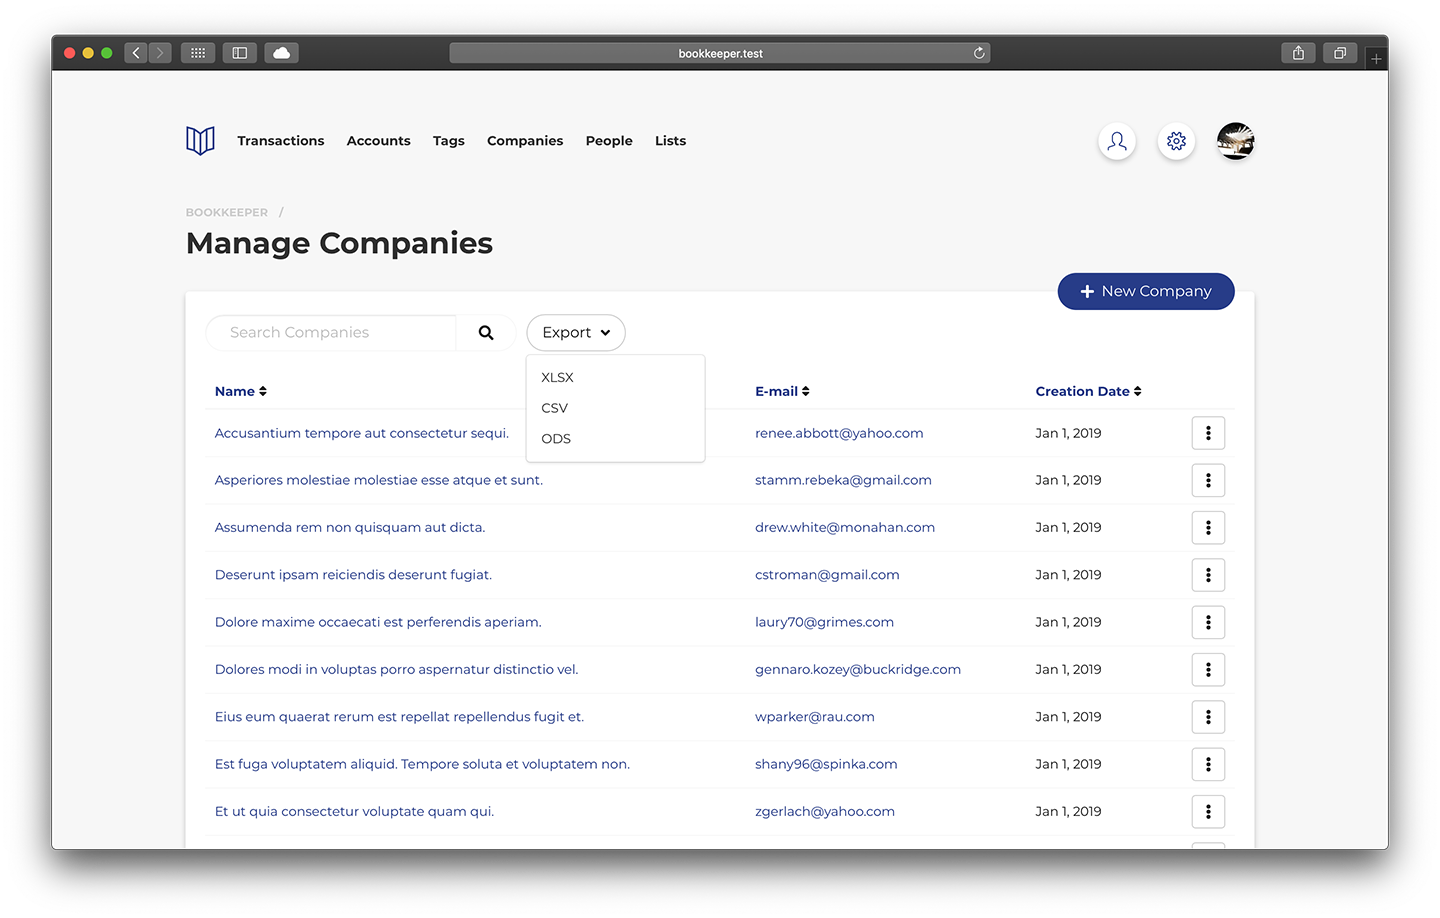 bookkeeper.test
Transactions Accounts Tags Companies People Lists
BOOKKEEPER /
Manage Companies
+ New Company
Search Companies Export
XLSX
CSV
ODS
Name E-mail Creation Date
Accusantium tempore aut consectetur sequi. renee.abbott@yahoo.com Jan 1, 2019
Asperiores molestiae molestiae esse atque et sunt. stamm.rebeka@gmail.com Jan 1, 2019
Assumenda rem non quisquam aut dicta. drew.white@monahan.com Jan 1, 2019
Deserunt ipsam reiciendis deserunt fugiat. cstroman@gmail.com Jan 1, 2019
Dolore maxime occaecati est perferendis aperiam. laury70@grimes.com Jan 1, 2019
Dolores modi in voluptas porro aspernatur distinctio vel. gennaro.kozey@buckridge.com Jan 1, 2019
Eius eum quaerat rerum est repellat repellendus fugit et. wparker@rau.com Jan 1, 2019
Est fuga voluptatem aliquid. Tempore soluta et voluptatem non. shany96@spinka.com Jan 1, 2019
Et ut quia consectetur voluptate quam qui. zgerlach@yahoo.com Jan 1, 2019